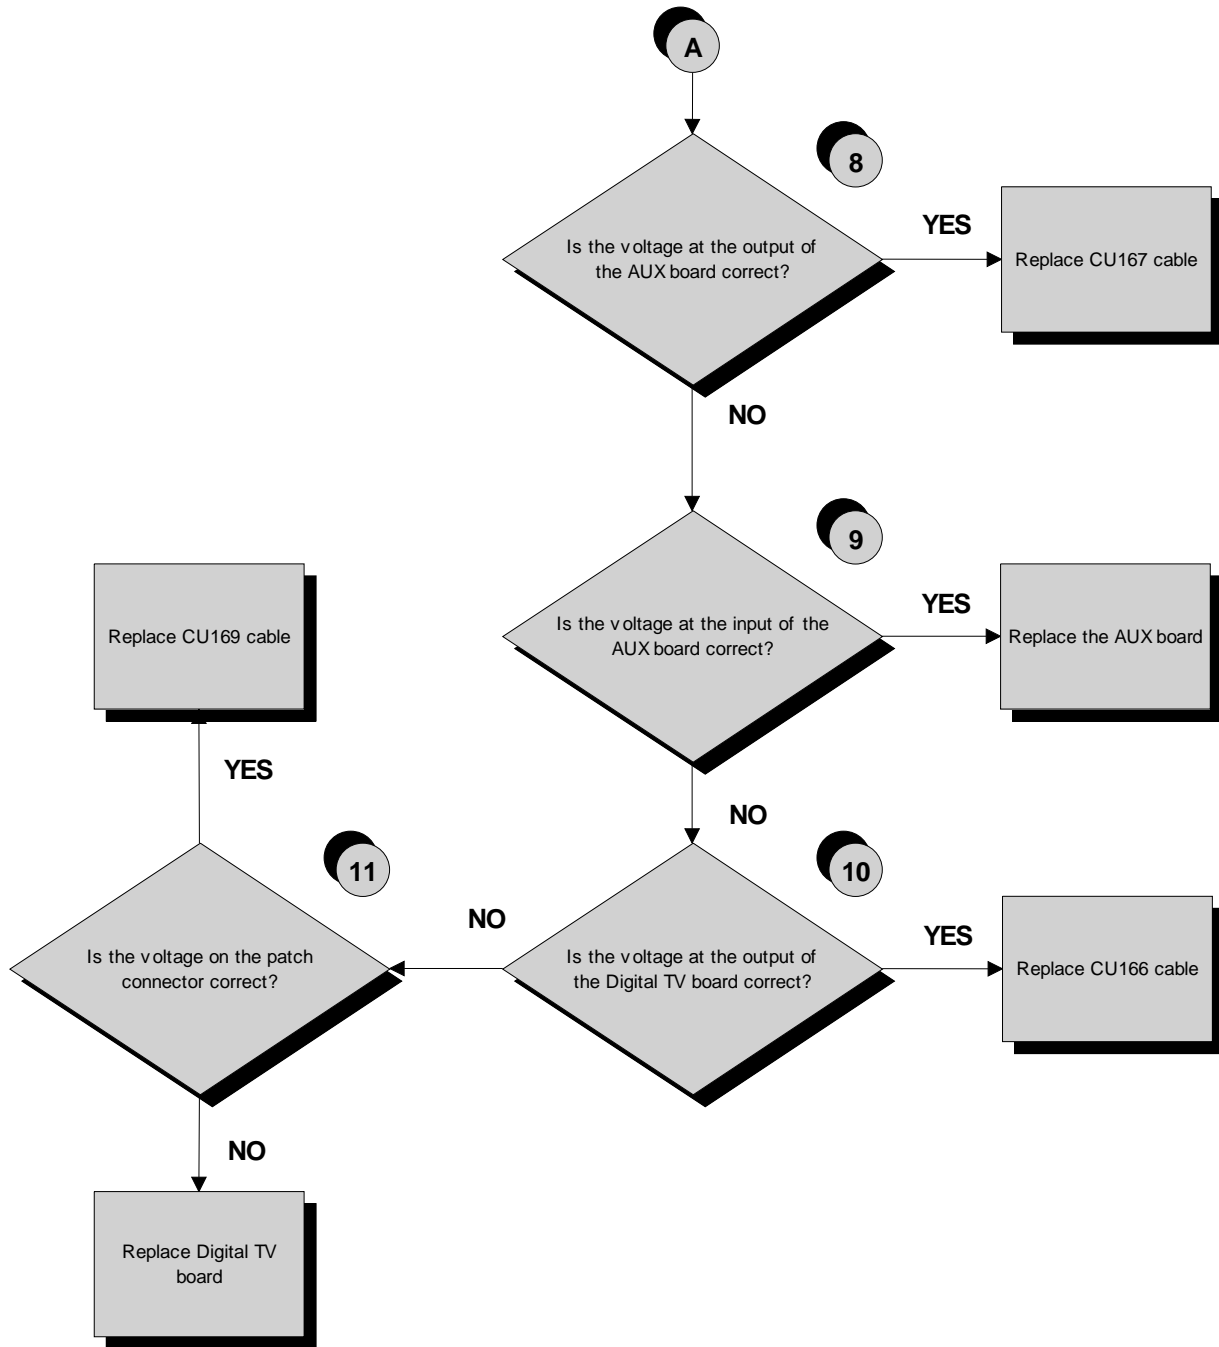 A
8
Is the voltage at the output of
the AUX board correct?
YES
Replace CU167 cable
NO
9
Is the voltage at the input of the
AUX board correct?
YES
Replace the AUX board
Replace CU169 cable
YES
NO
10
Is the voltage at the output of
the Digital TV board correct?
YES
Replace CU166 cable
NO
11
Is the voltage on the patch
connector correct?
NO
Replace Digital TV
board